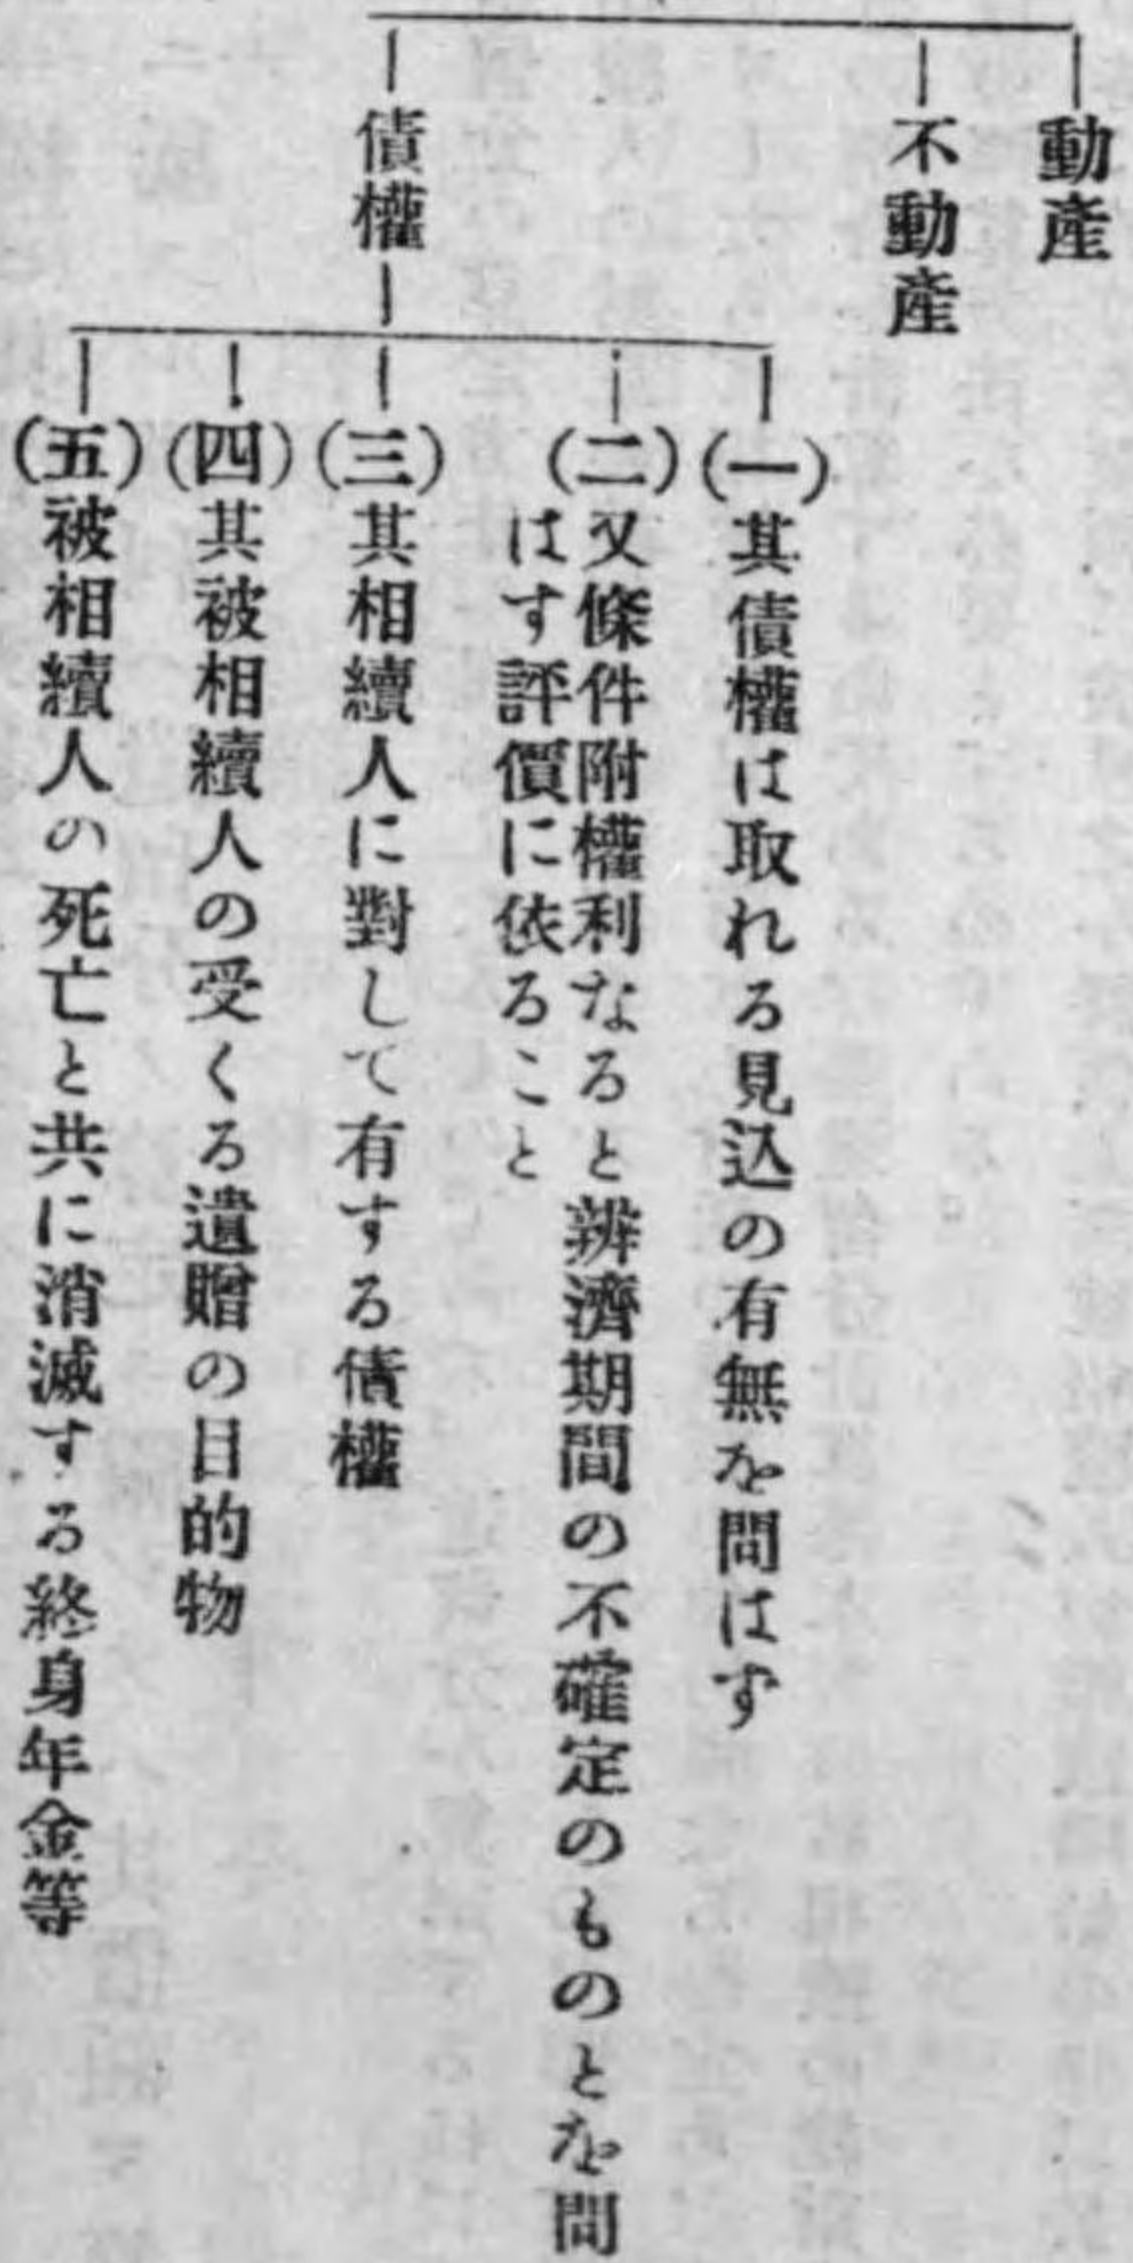 動產
不動產
債權
(一)其債權は取れる見込の有無を問はず
(二)又條件附權利なると辨濟期間の不確定のものとを問
はす評價に依ること
(三)其相續人に對して有する債權
(四)其被相續人の受くる遺贈の目的物
(五)被相續人の死亡と共に消滅する終身年金等